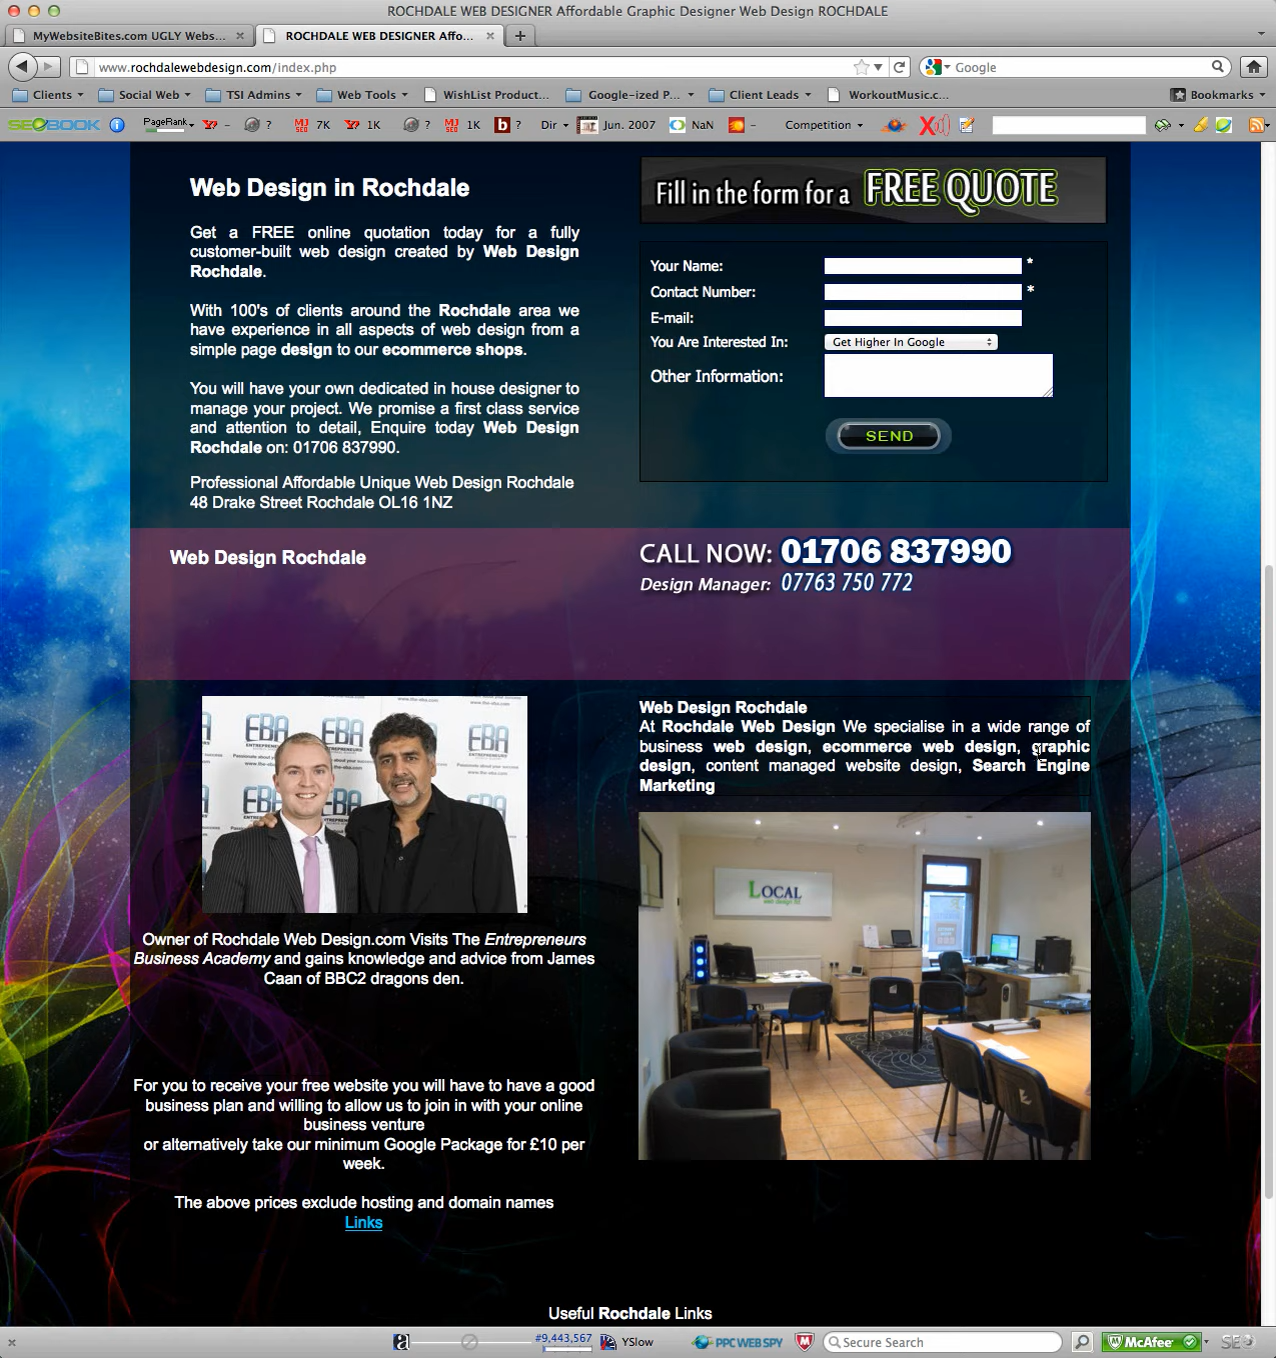 ROCHDALE WEB DESIGNER Affordable Graphic Designer Web Design ROCHDALE
MyWebsiteBites.com UGLY Webs...
ROCHDALE WEB DESIGNER Affo...
www.rochdalewebdesign.com/index.php
Google
Clients
Social Web
TSI Admins
Web Tools
WishList Product...
Google-ized P...
Client Leads
WorkoutMusic.c...
Bookmarks
SEOBOOK
PageRank
?
MJ SEO 7K
1K
?
MJ SEO 1K
b ?
Dir
Jun. 2007
NaN
Competition
Web Design in Rochdale
Get a FREE online quotation today for a fully
customer-built web design created by Web Design
Rochdale.
With 100's of clients around the Rochdale area we
have experience in all aspects of web design from a
simple page design to our ecommerce shops.
You will have your own dedicated in house designer to
manage your project. We promise a first class service
and attention to detail, Enquire today Web Design
Rochdale on: 01706 837990.
Professional Affordable Unique Web Design Rochdale
48 Drake Street Rochdale OL16 1NZ
Fill in the form for a FREE QUOTE
Your Name: *
Contact Number: *
E-mail:
You Are Interested In: Get Higher In Google
Other Information:
SEND
Web Design Rochdale
CALL NOW: 01706 837990
Design Manager: 07763 750 772
EBA
EBA
EBA
EBA
Owner of Rochdale Web Design.com Visits The Entrepreneurs
Business Academy and gains knowledge and advice from James
Caan of BBC2 dragons den.
Web Design Rochdale
At Rochdale Web Design We specialise in a wide range of
business web design, ecommerce web design, graphic
design, content managed website design, Search Engine
Marketing
LOCAL
web design ltd
For you to receive your free website you will have to have a good
business plan and willing to allow us to join in with your online
business venture
or alternatively take our minimum Google Package for £10 per
week.
The above prices exclude hosting and domain names
Links
Useful Rochdale Links
a
#9,443,567
YSlow
PPC WEB SPY
Secure Search
McAfee